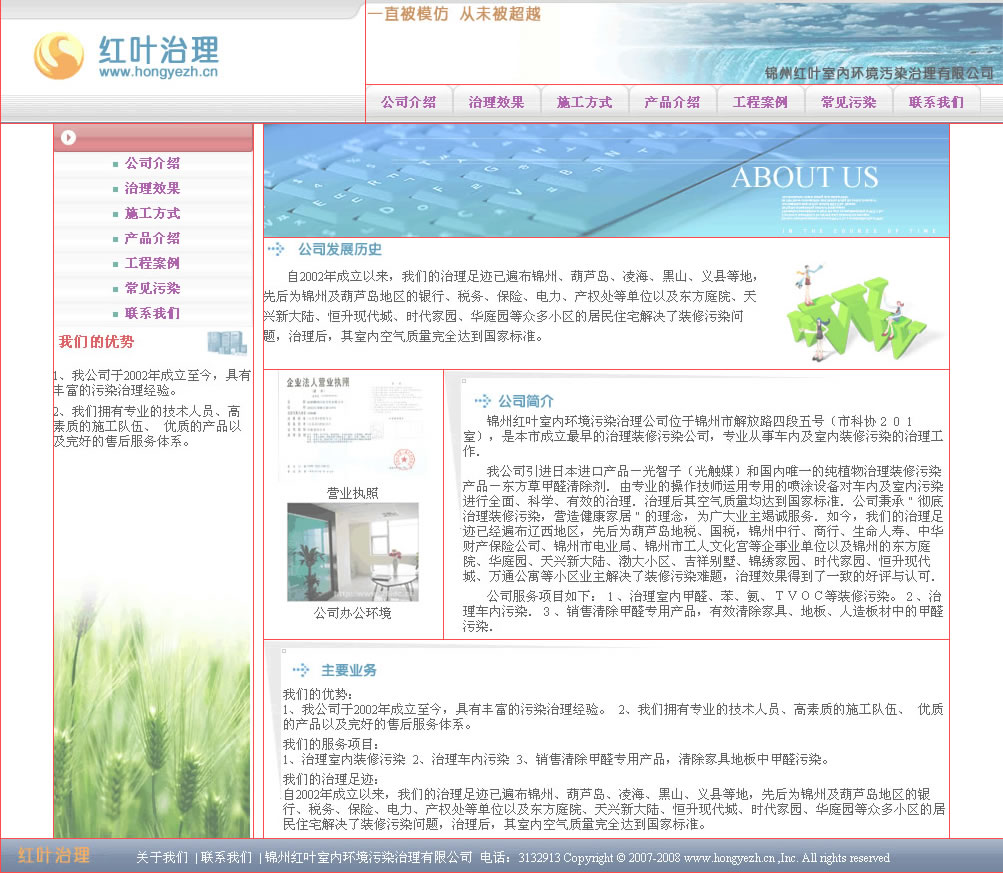 一直被模仿 从未被超越
红叶治理
www.hongyezh.cn
锦州红叶室内环境污染治理有限公司
公司介绍 治理效果 施工方式 产品介绍 工程案例 常见污染 联系我们
公司介绍
治理效果
施工方式
产品介绍
工程案例
常见污染
联系我们
我们的优势
1、我公司于2002年成立至今，具有
丰富的污染治理经验。
2、我们拥有专业的技术人员、高
素质的施工队伍、 优质的产品以
及完好的售后服务体系。
ABOUT US
IN THE COURSE OF TIME
公司发展历史
自2002年成立以来，我们的治理足迹已遍布锦州、葫芦岛、凌海、黑山、义县等地，
先后为锦州及葫芦岛地区的银行、税务、保险、电力、产权处等单位以及东方庭院、天
兴新大陆、恒升现代城、时代家园、华庭园等众多小区的居民住宅解决了装修污染问
题，治理后，其室内空气质量完全达到国家标准。
企业法人营业执照
营业执照
公司办公环境
公司简介
锦州红叶室内环境污染治理公司位于锦州市解放路四段五号（市科协２０１
室），是本市成立最早的治理装修污染公司，专业从事车内及室内装修污染的治理工
作．
我公司引进日本进口产品－光智子（光触媒）和国内唯一的纯植物治理装修污染
产品－东方草甲醛清除剂．由专业的操作技师运用专用的喷涂设备对车内及室内污染
进行全面、科学、有效的治理．治理后其空气质量均达到国家标准．公司秉承＂彻底
治理装修污染，营造健康家居＂的理念，为广大业主竭诚服务．如今，我们的治理足
迹已经遍布辽西地区，先后为葫芦岛地税、国税，锦州中行、商行、生命人寿、中华
财产保险公司、锦州市电业局、锦州市工人文化宫等企事业单位以及锦州的东方庭
院、华庭园、天兴新大陆、渤大小区、吉祥别墅、锦绣家园、时代家园、恒升现代
城、万通公寓等小区业主解决了装修污染难题，治理效果得到了一致的好评与认可．
公司服务项目如下：１、治理室内甲醛、苯、氨、ＴＶＯＣ等装修污染。２、治
理车内污染．３、销售清除甲醛专用产品，有效清除家具、地板、人造板材中的甲醛
污染．
主要业务
我们的优势：
1、我公司于2002年成立至今，具有丰富的污染治理经验。 2、我们拥有专业的技术人员、高素质的施工队伍、 优质
的产品以及完好的售后服务体系。
我们的服务项目：
1、治理室内装修污染 2、治理车内污染 3、销售清除甲醛专用产品，清除家具地板中甲醛污染。
我们的治理足迹：
自2002年成立以来，我们的治理足迹已遍布锦州、葫芦岛、凌海、黑山、义县等地，先后为锦州及葫芦岛地区的银
行、税务、保险、电力、产权处等单位以及东方庭院、天兴新大陆、恒升现代城、时代家园、华庭园等众多小区的居
民住宅解决了装修污染问题，治理后，其室内空气质量完全达到国家标准。
红叶治理
关于我们 | 联系我们 | 锦州红叶室内环境污染治理有限公司 电话：3132913 Copyright © 2007-2008 www.hongyezh.cn ,Inc. All rights reserved